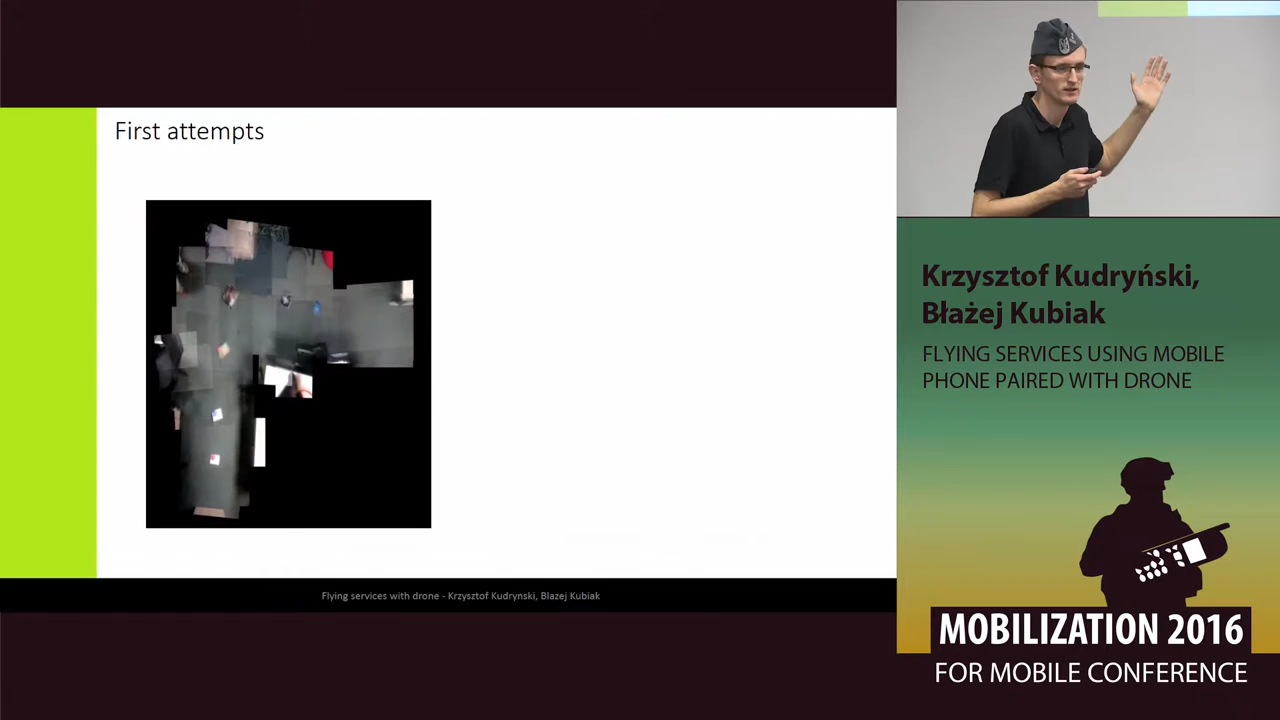 First attempts
Flying services with drone - Krzysztof Kudrynski, Blazej Kubiak
Krzysztof Kudryński,
Błażej Kubiak
FLYING SERVICES USING MOBILE
PHONE PAIRED WITH DRONE
MOBILIZATION 2016
FOR MOBILE CONFERENCE